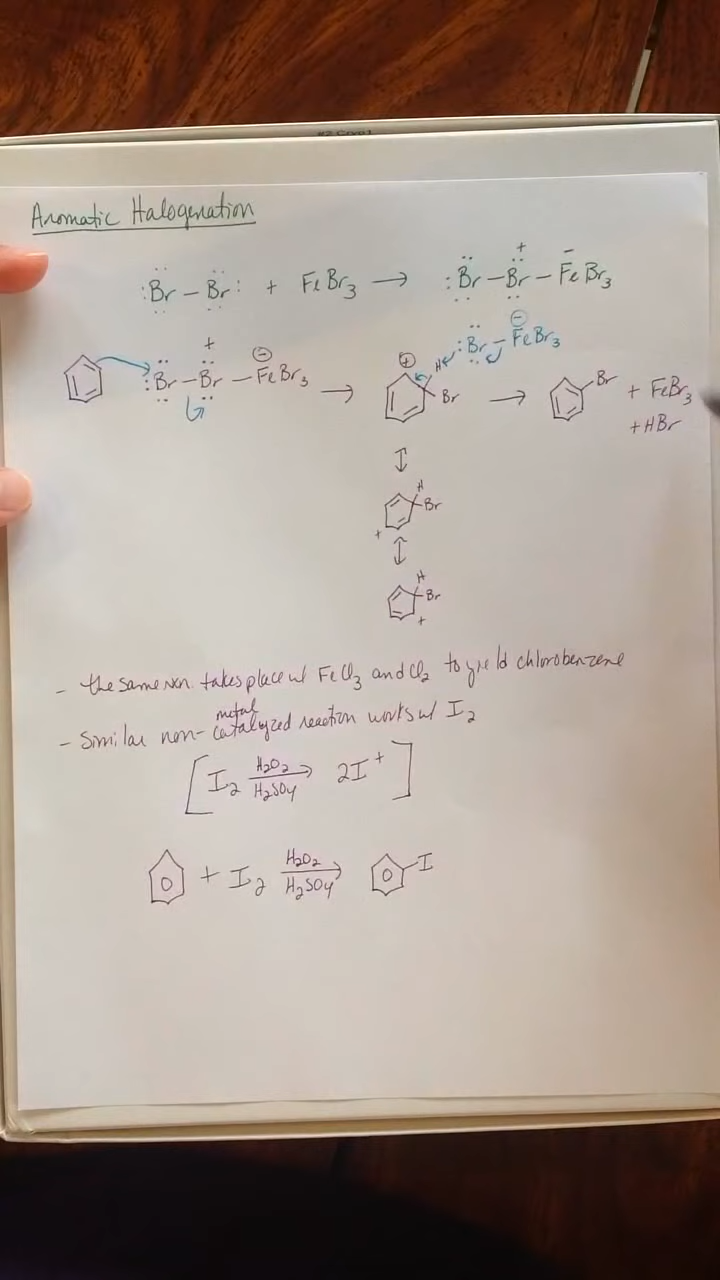 Aromatic Halogenation
:Br – Br: + FeBr3 → :Br – Br – FeBr3
+ −
+ ⊖ ⊕ H :Br – FeBr3 ⊖
:Br – Br – FeBr3 → Br → Br + FeBr3
+ HBr
↕
H
Br
+
↕
H
Br
+
- the same rxn. takes place w/ FeCl3 and Cl2 to yield chlorobenzene
metal
- Similar non-catalyzed reaction works w/ I2
[ I2 H2O2 → H2SO4 2I+ ]
+ I2 H2O2 → H2SO4 I